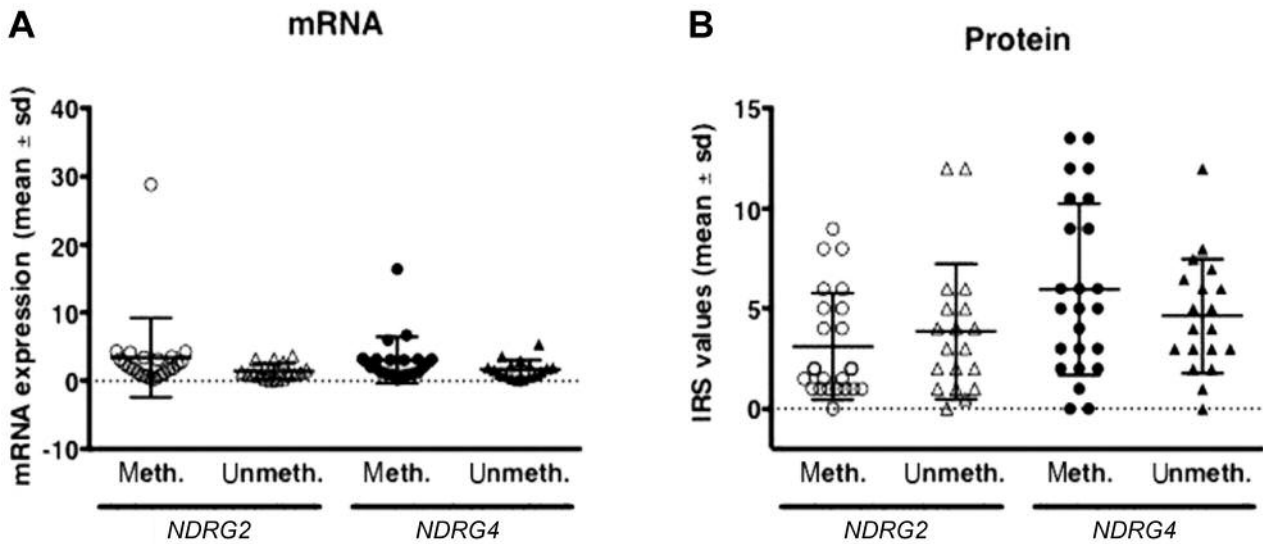 A
mRNA
mRNA expression (mean ± sd)
40
30
20
10
0
-10
Meth.
Unmeth.
Meth.
Unmeth.
NDRG2
NDRG4
B
Protein
IRS values (mean ± sd)
15
10
5
0
Meth.
Unmeth.
Meth.
Unmeth.
NDRG2
NDRG4